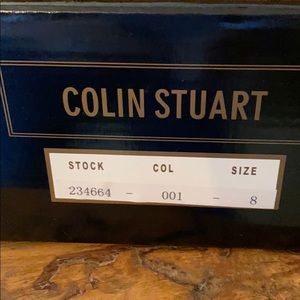 COLIN STUART
STOCK COL SIZE
234664 - 001 - 8